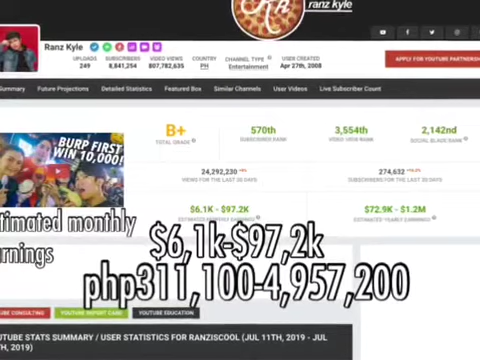 ranz kyle
Ranz Kyle
UPLOADS
249
SUBSCRIBERS
8,841,254
VIDEO VIEWS
807,782,635
COUNTRY
PH
CHANNEL TYPE
Entertainment
USER CREATED
Apr 27th, 2008
APPLY FOR YOUTUBE PARTNERSH
ummary Future Projections Detailed Statistics Featured Box Similar Channels User Videos Live Subscriber Count
BURP FIRST
WIN 10,000!
B+
TOTAL GRADE
570th
SUBSCRIBER RANK
3,554th
VIDEO VIEW RANK
2,142nd
SOCIAL BLADE RANK
24,292,230
VIEWS FOR THE LAST 30 DAYS
274,632
SUBSCRIBERS FOR THE LAST 30 DAYS
$6.1K - $97.2K
$72.9K - $1.2M
ESTIMATED YEARLY EARNINGS
timated monthly
rnings
$6,1k-$97,2k
php311,100-4,957,200
TUBE CONSULTING
YOUTUBE REPORT CARD
YOUTUBE EDUCATION
OUTUBE STATS SUMMARY / USER STATISTICS FOR RANZISCOOL (JUL 11TH, 2019 - JUL
TH, 2019)